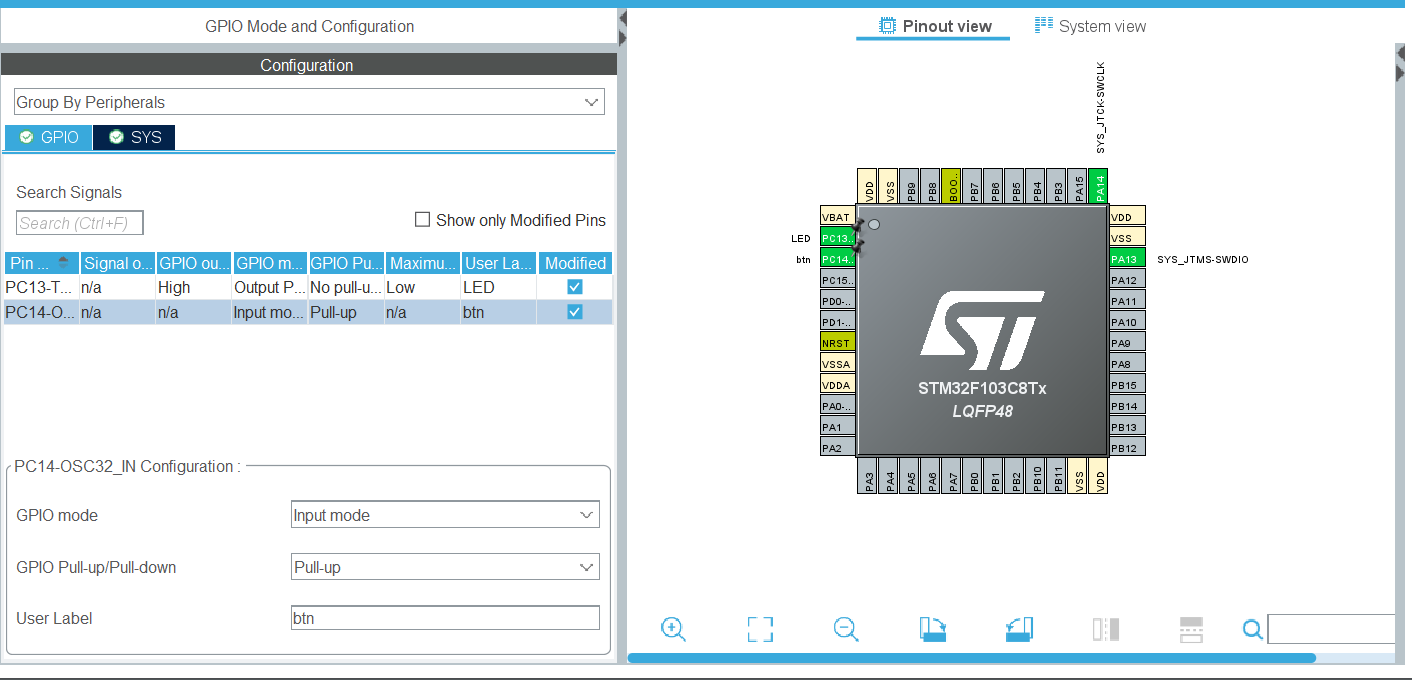 GPIO Mode and Configuration
Configuration
Group By Peripherals
GPIO SYS
Search Signals
Search (Ctrl+F)
Show only Modified Pins
Pin ... Signal o... GPIO ou... GPIO m... GPIO Pu... Maximu... User La... Modified
PC13-T... n/a High Output P... No pull-u... Low LED
PC14-O... n/a n/a Input mo... Pull-up n/a btn
PC14-OSC32_IN Configuration :
GPIO mode Input mode
GPIO Pull-up/Pull-down Pull-up
User Label btn
Pinout view System view
SYS_JTCK-SWCLK
VDD VSS PB9 PB8 BOO.. PB7 PB6 PB5 PB4 PB3 PA15 PA14
VBAT VDD
LED PC13.. VSS
btn PC14.. PA13 SYS_JTMS-SWDIO
PC15.. PA12
PD0-.. PA11
PD1-.. PA10
NRST PA9
VSSA PA8
VDDA PB15
PA0-.. PB14
PA1 PB13
PA2 PB12
ST
STM32F103C8Tx
LQFP48
PA3 PA4 PA5 PA6 PA7 PB0 PB1 PB2 PB10 PB11 VSS VDD